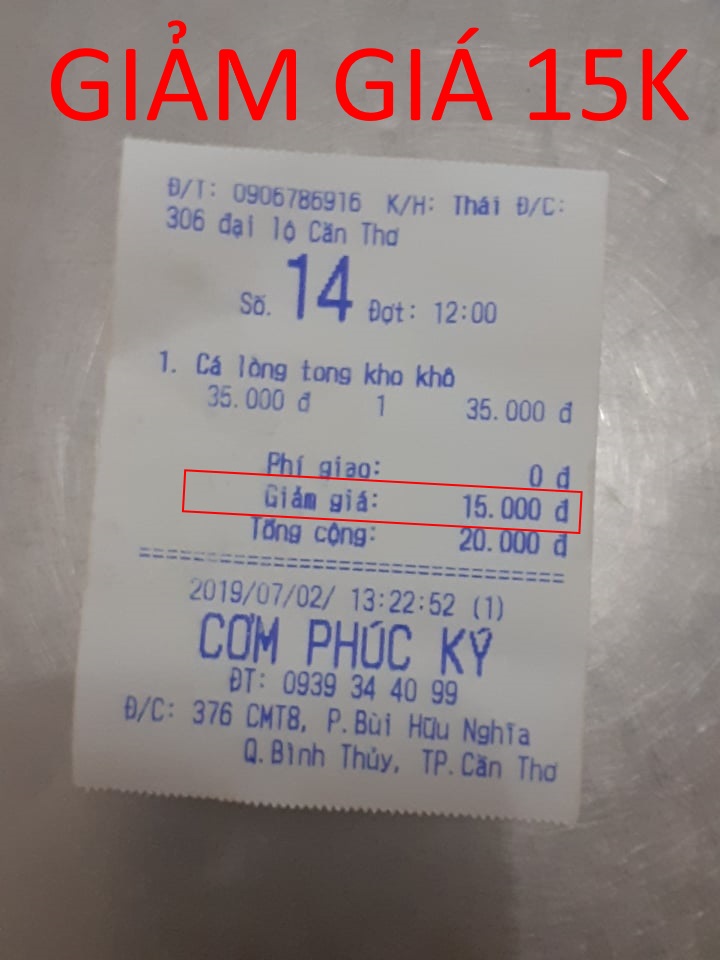 GIẢM GIÁ 15K
Đ/T: 0906786916 K/H: Thái Đ/C:
306 đại lộ Cần Thơ
Số. 14 Đợt: 12:00
1. Cá lòng tong kho khô
35.000 đ 1 35.000 đ
Phí giao: 0 đ
Giảm giá: 15.000 đ
Tổng cộng: 20.000 đ
================================
2019/07/02/ 13:22:52 (1)
CƠM PHÚC KÝ
ĐT: 0939 34 40 99
Đ/C: 376 CMT8, P.Bùi Hữu Nghĩa
Q.Bình Thủy, TP.Cần Thơ